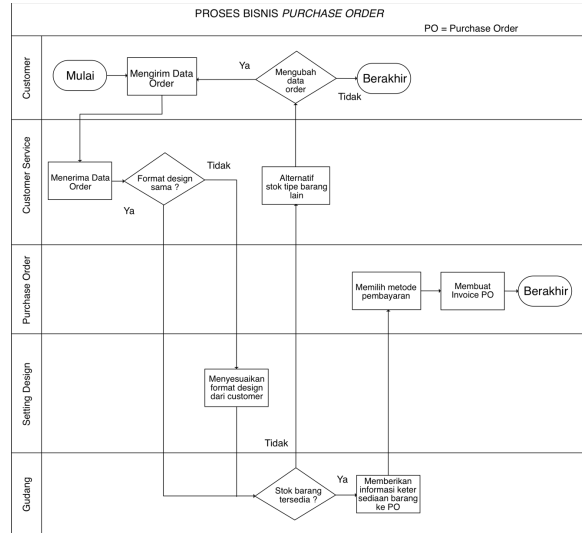 PROSES BISNIS PURCHASE ORDER
PO = Purchase Order
Customer
Mulai
Mengirim Data
Order
Ya
Mengubah
data
order
Tidak
Berakhir
Customer Service
Menerima Data
Order
Format design
sama ?
Tidak
Ya
Alternatif
stok tipe barang
lain
Purchase Order
Memilih metode
pembayaran
Membuat
Invoice PO
Berakhir
Setting Design
Menyesuaikan
format design
dari customer
Tidak
Gudang
Stok barang
tersedia ?
Ya
Memberikan
informasi keter
sediaan barang
ke PO